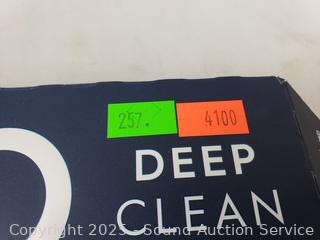 257. 4100
DEEP
CLEAN
Copyright 2023 - Sound Auction Service